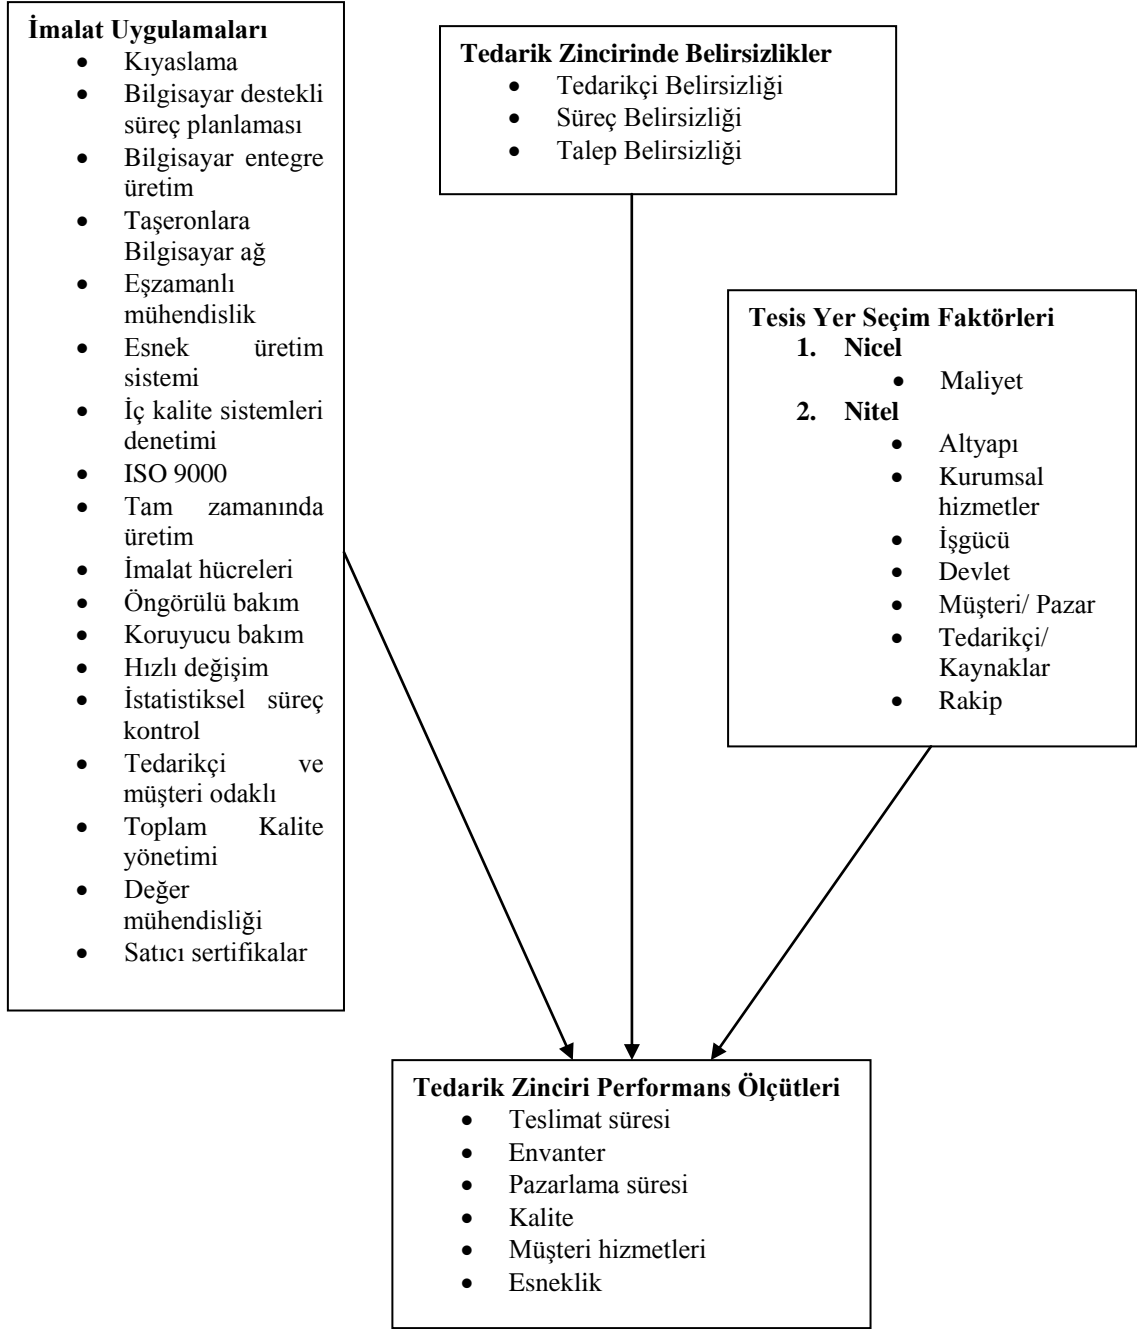 İmalat Uygulamaları
• Kıyaslama
• Bilgisayar destekli
süreç planlaması
• Bilgisayar entegre
üretim
• Taşeronlara
Bilgisayar ağ
• Eşzamanlı
mühendislik
• Esnek üretim
sistemi
• İç kalite sistemleri
denetimi
• ISO 9000
• Tam zamanında
üretim
• İmalat hücreleri
• Öngörülü bakım
• Koruyucu bakım
• Hızlı değişim
• İstatistiksel süreç
kontrol
• Tedarikçi ve
müşteri odaklı
• Toplam Kalite
yönetimi
• Değer
mühendisliği
• Satıcı sertifikalar
Tedarik Zincirinde Belirsizlikler
• Tedarikçi Belirsizliği
• Süreç Belirsizliği
• Talep Belirsizliği
Tesis Yer Seçim Faktörleri
1. Nicel
• Maliyet
2. Nitel
• Altyapı
• Kurumsal
hizmetler
• İşgücü
• Devlet
• Müşteri/ Pazar
• Tedarikçi/
Kaynaklar
• Rakip
Tedarik Zinciri Performans Ölçütleri
• Teslimat süresi
• Envanter
• Pazarlama süresi
• Kalite
• Müşteri hizmetleri
• Esneklik